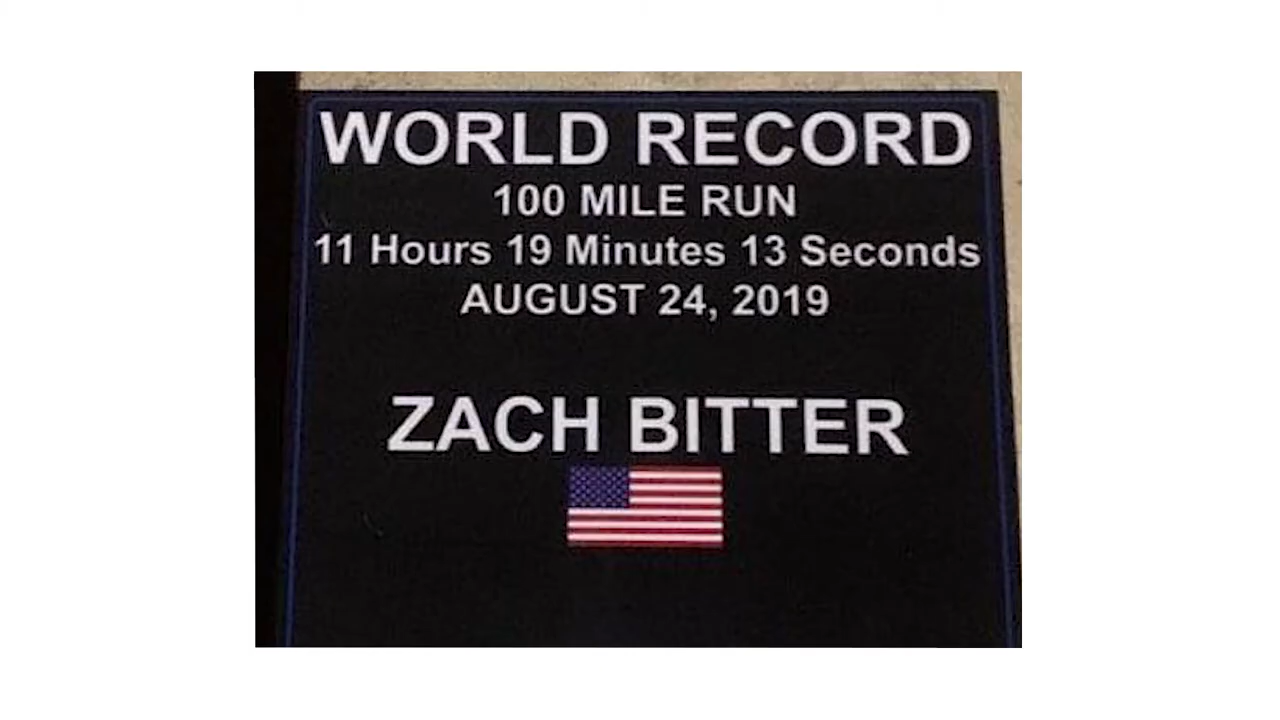 WORLD RECORD
100 MILE RUN
11 Hours 19 Minutes 13 Seconds
AUGUST 24, 2019
ZACH BITTER